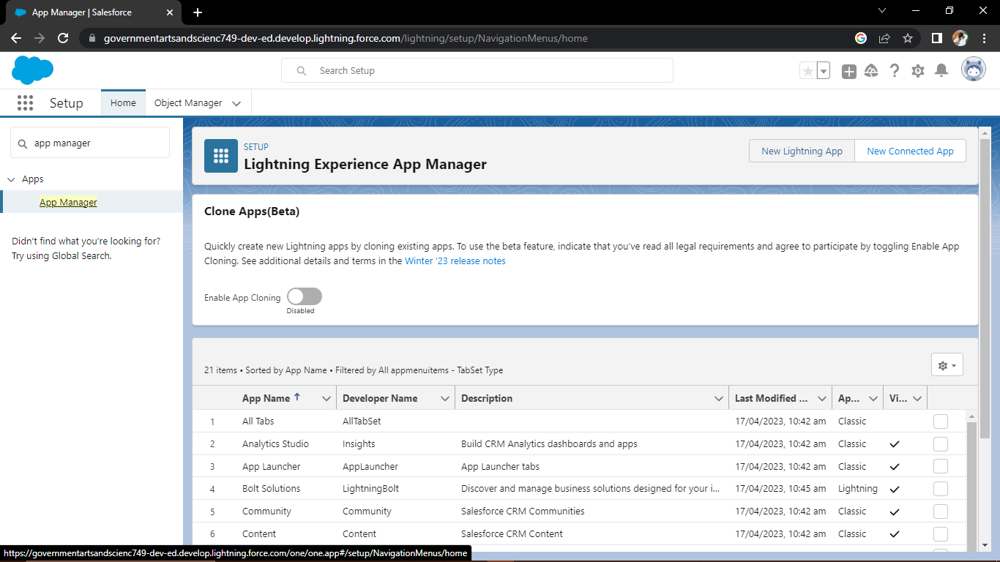 App Manager | Salesforce
governmentartsandscienc749-dev-ed.develop.lightning.force.com/lightning/setup/NavigationMenus/home
Search Setup
Setup
Home
Object Manager
app manager
Apps
App Manager
Didn't find what you're looking for?
Try using Global Search.
SETUP
Lightning Experience App Manager
New Lightning App
New Connected App
Clone Apps(Beta)
Quickly create new Lightning apps by cloning existing apps. To use the beta feature, indicate that you've read all legal requirements and agree to participate by toggling Enable App
Cloning. See additional details and terms in the Winter '23 release notes
Enable App Cloning
Disabled
21 items • Sorted by App Name • Filtered by All appmenuitems - TabSet Type
App Name Developer Name Description Last Modified ... Ap... Vi...
1 All Tabs AllTabSet 17/04/2023, 10:42 am Classic
2 Analytics Studio Insights Build CRM Analytics dashboards and apps 17/04/2023, 10:42 am Classic
3 App Launcher AppLauncher App Launcher tabs 17/04/2023, 10:42 am Classic
4 Bolt Solutions LightningBolt Discover and manage business solutions designed for your i... 17/04/2023, 10:45 am Lightning
5 Community Community Salesforce CRM Communities 17/04/2023, 10:42 am Classic
6 Content Content Salesforce CRM Content 17/04/2023, 10:42 am Classic
https://governmentartsandscienc749-dev-ed.develop.lightning.force.com/one/one.app#/setup/NavigationMenus/home